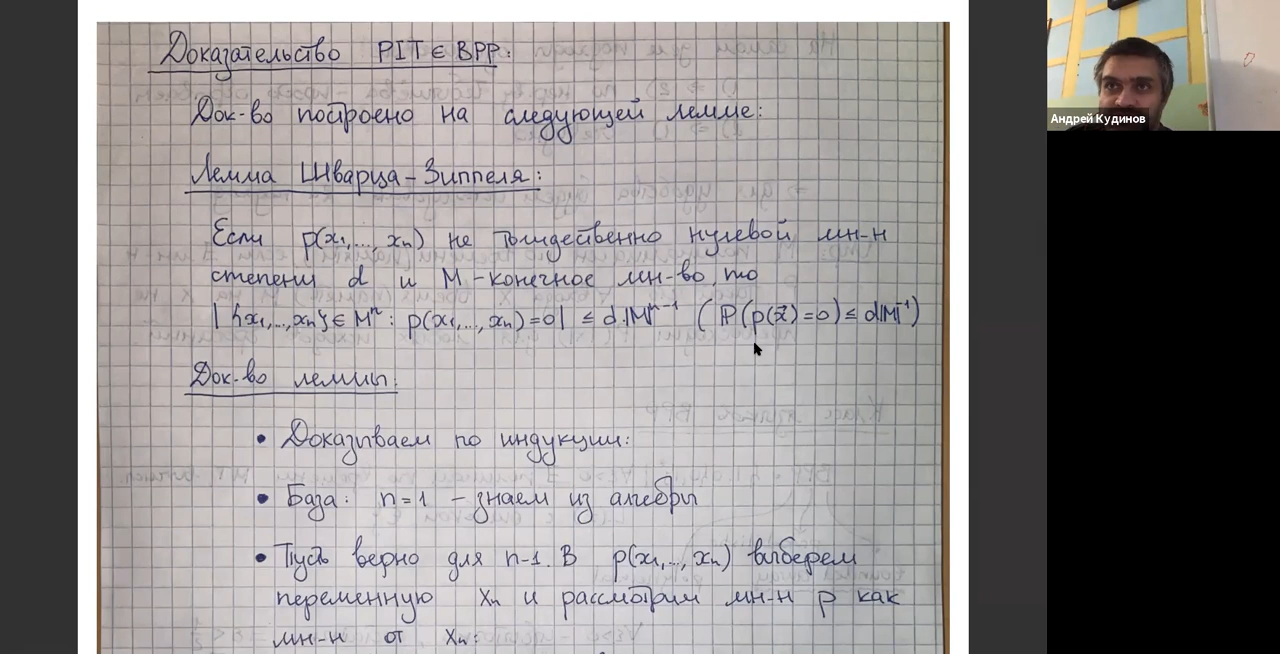 Доказательство PIT ∈ BPP:
Док-во построено на следующей лемме:
Лемма Шварца-Зиппеля:
Если p(x₁,..., xₙ) не тождественно нулевой мн-н
степени d и M - конечное мн-во, то
|{x₁,...,xₙ} ∈ Mⁿ : p(x₁,..., xₙ) = 0| ≤ d·|M|ⁿ⁻¹ (ℙ(p(x⃗) = 0) ≤ d|M|⁻¹)
Док-во леммы:
• Доказываем по индукции:
• База: n=1 - знаем из алгебры
• Пусть верно для n-1. В p(x₁,..., xₙ) выберем
переменную xₙ и рассмотрим мн-н p как
мн-н от xₙ:
Андрей Кудинов